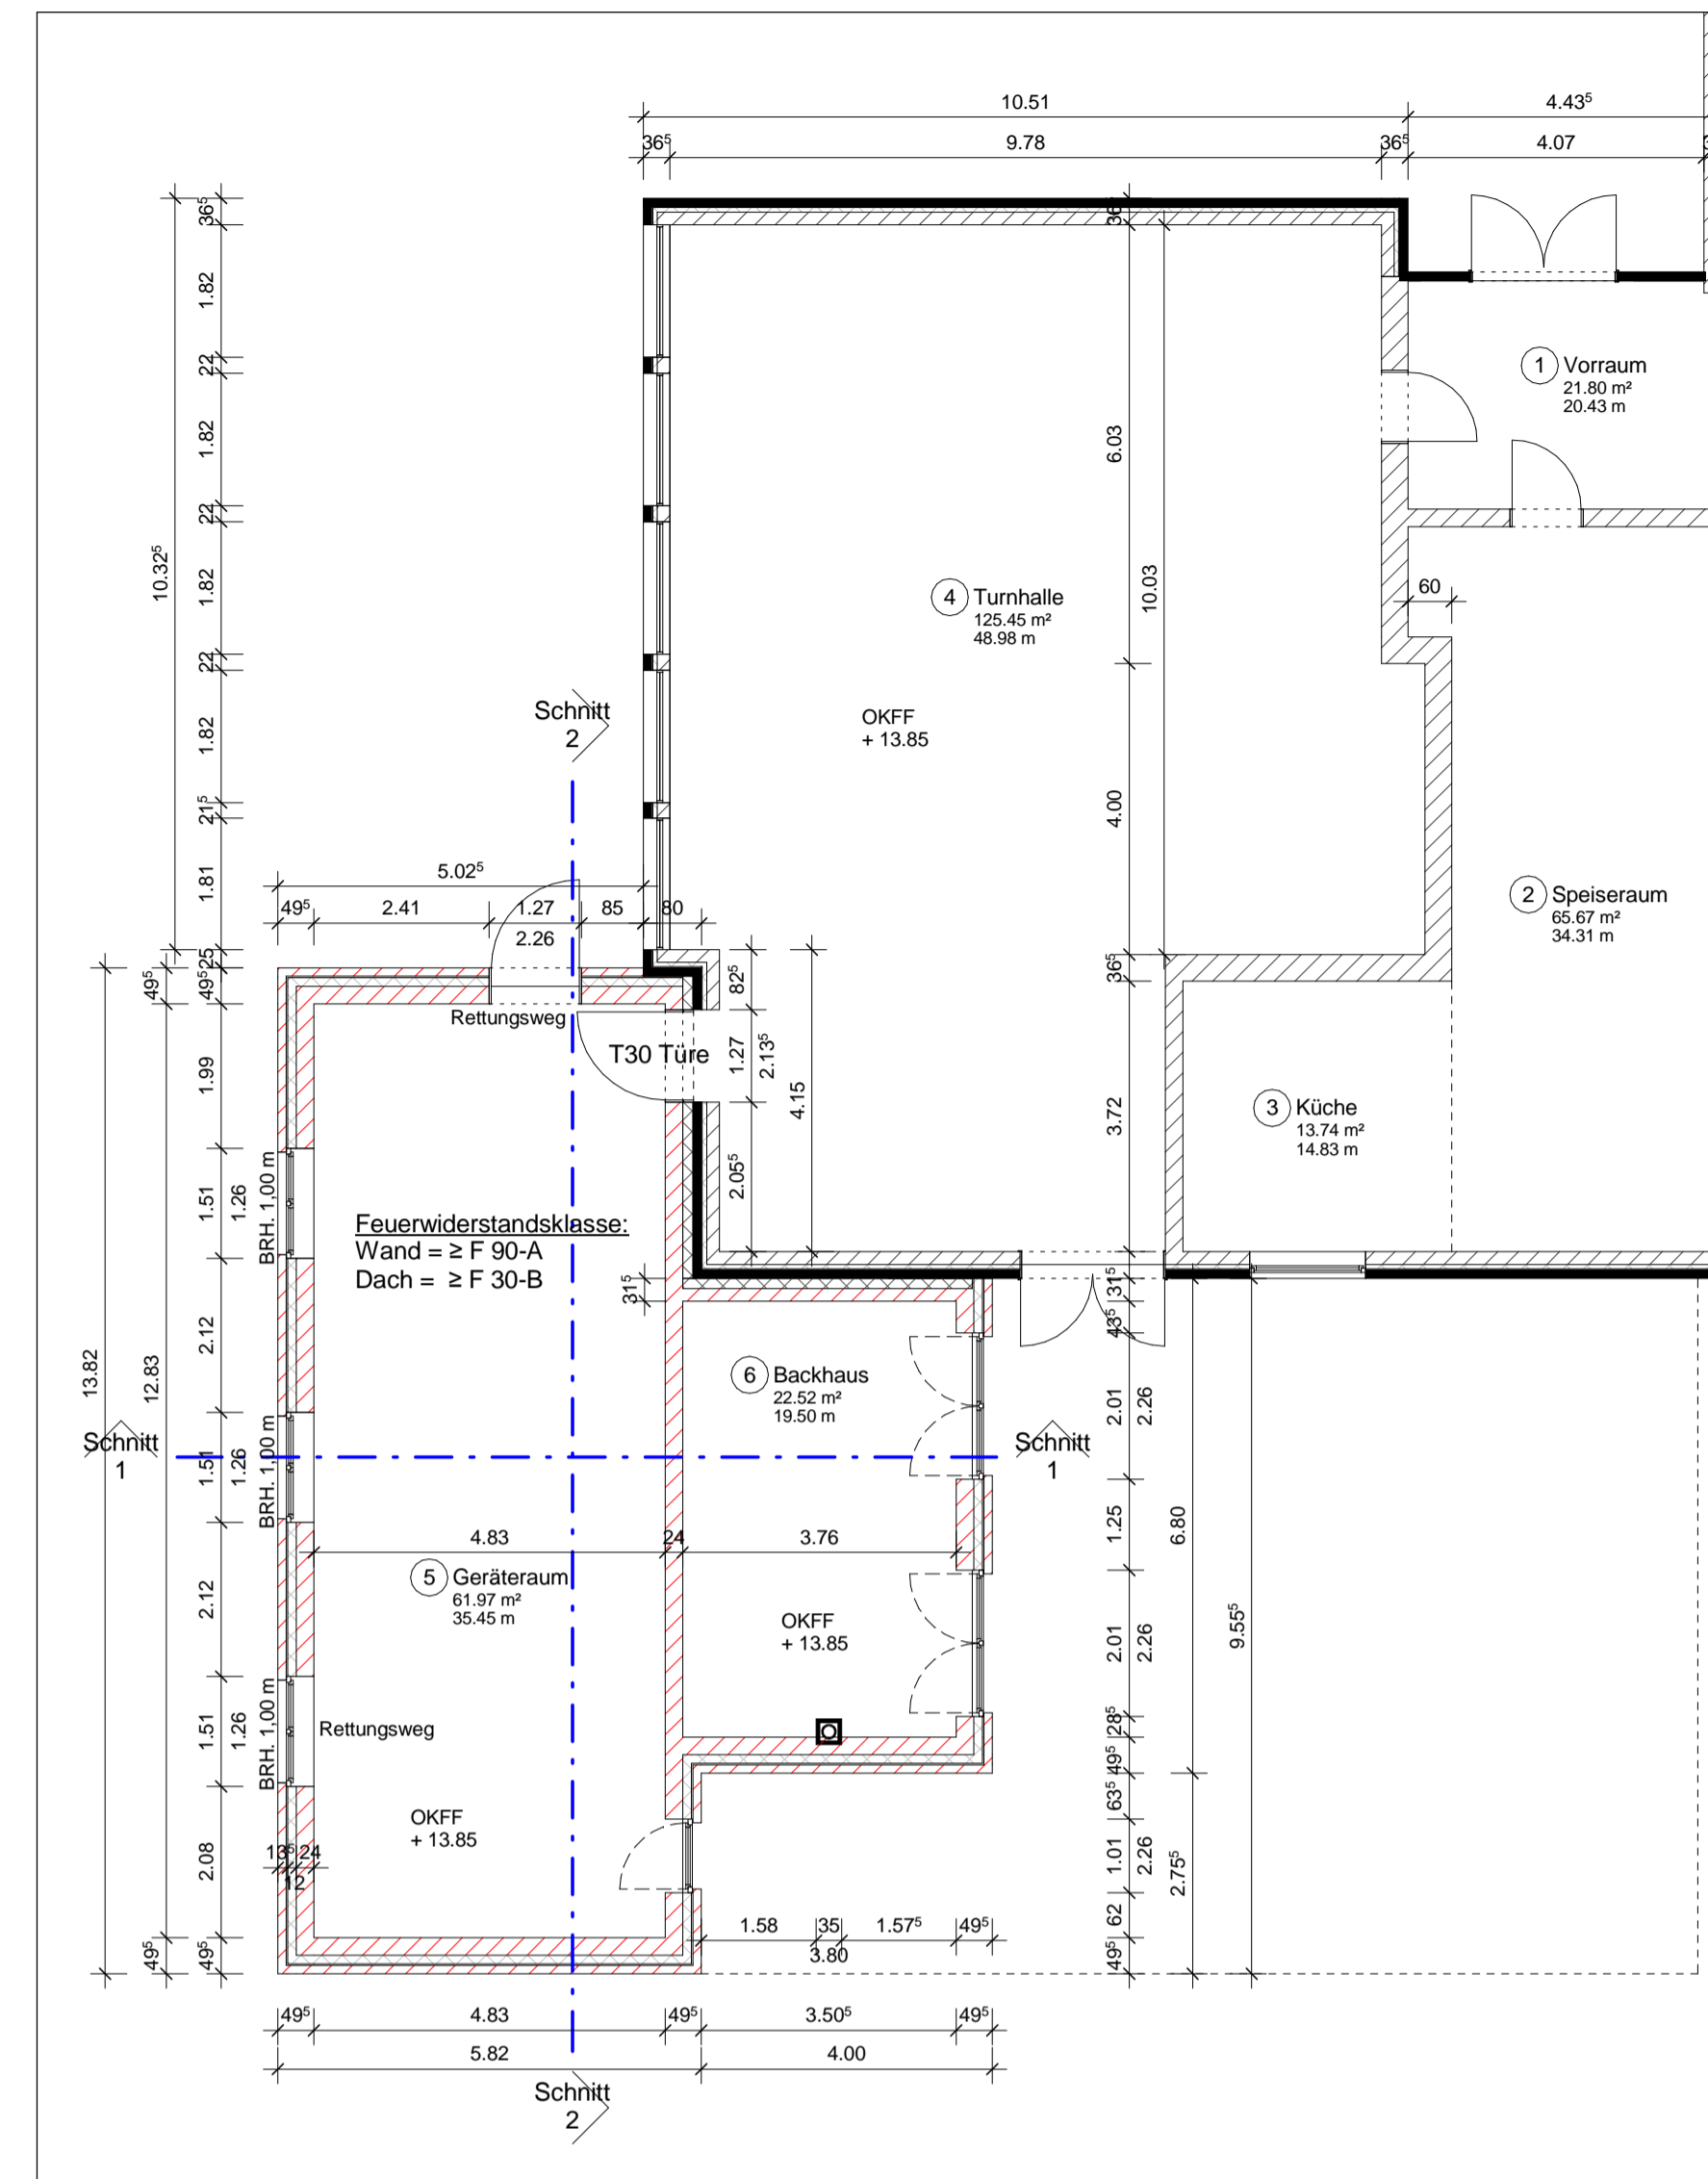 10.51
4.43⁵
36⁵
9.78
36⁵
4.07
36⁵
1.82
22
1.82
22
1.82
22
1.82
21⁵
1.81
25
10.32⁵
36⁵
6.03
10.03
4.00
36⁵
3.72
1 Vorraum
21.80 m²
20.43 m
60
4 Turnhalle
125.45 m²
48.98 m
OKFF
+ 13.85
2 Speiseraum
65.67 m²
34.31 m
3 Küche
13.74 m²
14.83 m
Schnitt
2
5.02⁵
49⁵
2.41
1.27
2.26
85
80
82⁵
1.27
2.13⁵
2.05⁵
4.15
Rettungsweg
T30 Türe
Feuerwiderstandsklasse:
Wand = ≥ F 90-A
Dach = ≥ F 30-B
13.82
49⁵
12.83
49⁵
49⁵
1.99
1.51
1.26
BRH. 1,00 m
2.12
1.51
1.26
BRH. 1,00 m
2.12
1.51
1.26
BRH. 1,00 m
2.08
49⁵
Schnitt
1
31⁵
6 Backhaus
22.52 m²
19.50 m
Schnitt
1
4.83
24
3.76
5 Geräteraum
61.97 m²
35.45 m
OKFF
+ 13.85
Rettungsweg
OKFF
+ 13.85
13⁵
24
12
31⁵
43⁵
2.01
2.26
1.25
2.01
2.26
28⁵
49⁵
63⁵
1.01
2.26
62
49⁵
6.80
2.75⁵
9.55⁵
1.58
35
1.57⁵
49⁵
3.80
49⁵
4.83
49⁵
3.50⁵
49⁵
5.82
4.00
Schnitt
2